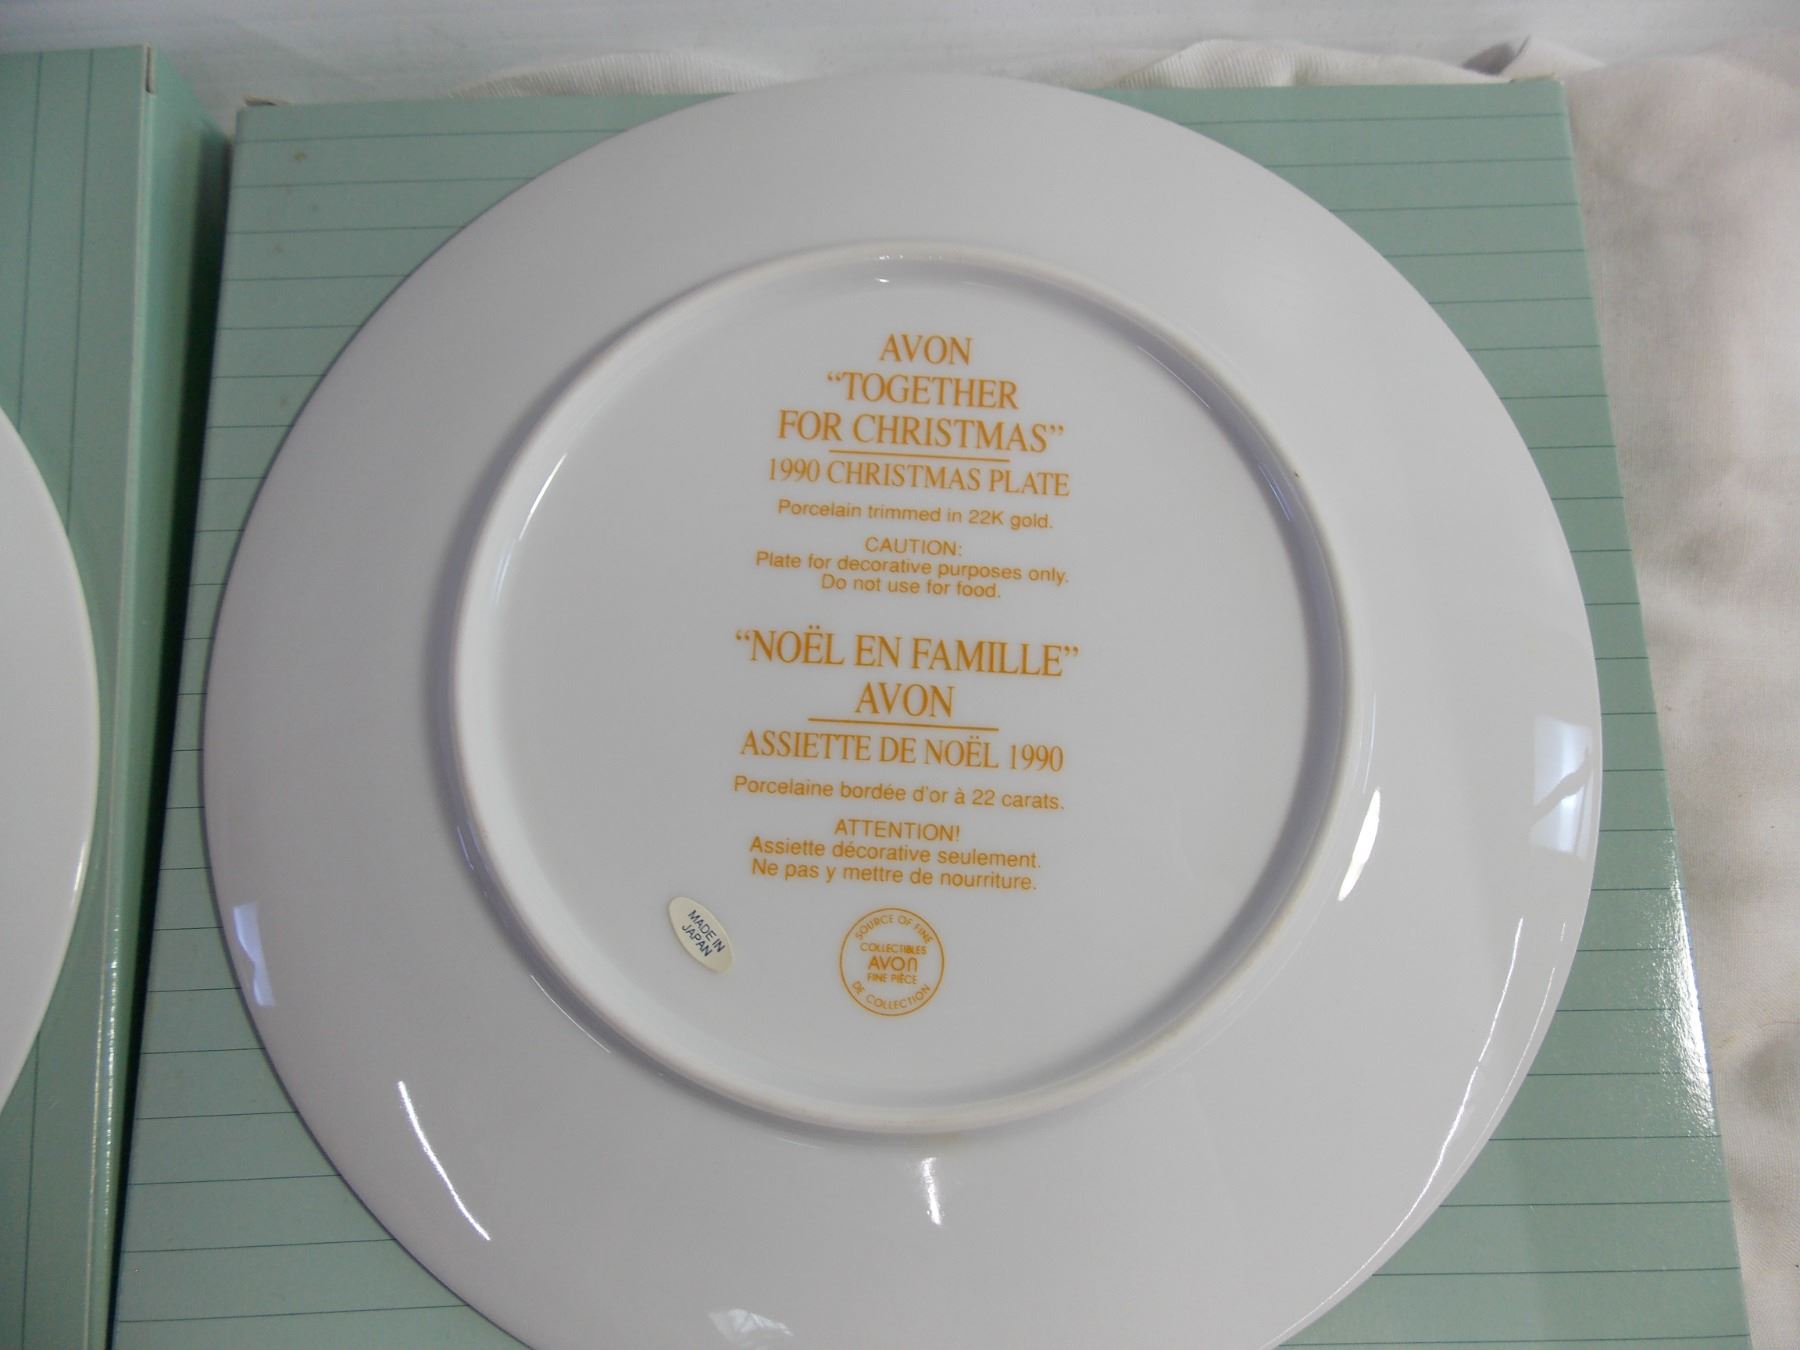 AVON
“TOGETHER
FOR CHRISTMAS”
1990 CHRISTMAS PLATE
Porcelain trimmed in 22K gold.
CAUTION:
Plate for decorative purposes only.
Do not use for food.
“NOËL EN FAMILLE”
AVON
ASSIETTE DE NOËL 1990
Porcelaine bordée d'or à 22 carats.
ATTENTION!
Assiette décorative seulement.
Ne pas y mettre de nourriture.
MADE IN
JAPAN
SOURCE OF FINE
COLLECTIBLES
AVON
FINE PIÈCE
DE COLLECTION